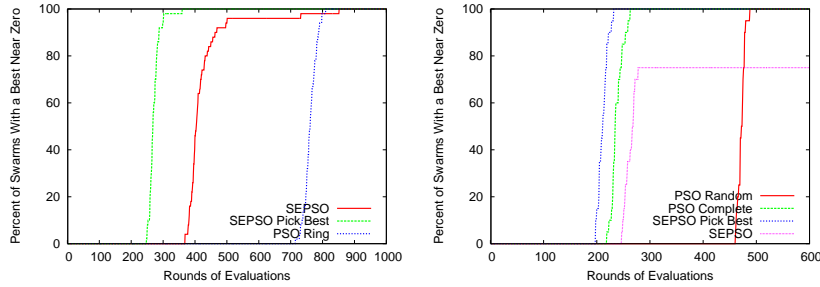 Percent of Swarms With a Best Near Zero
100
80
60
40
20
0
SEPSO
SEPSO Pick Best
PSO Ring
0 100 200 300 400 500 600 700 800 900 1000
Rounds of Evaluations
Percent of Swarms With a Best Near Zero
100
80
60
40
20
0
PSO Random
PSO Complete
SEPSO Pick Best
SEPSO
0 100 200 300 400 500 600
Rounds of Evaluations